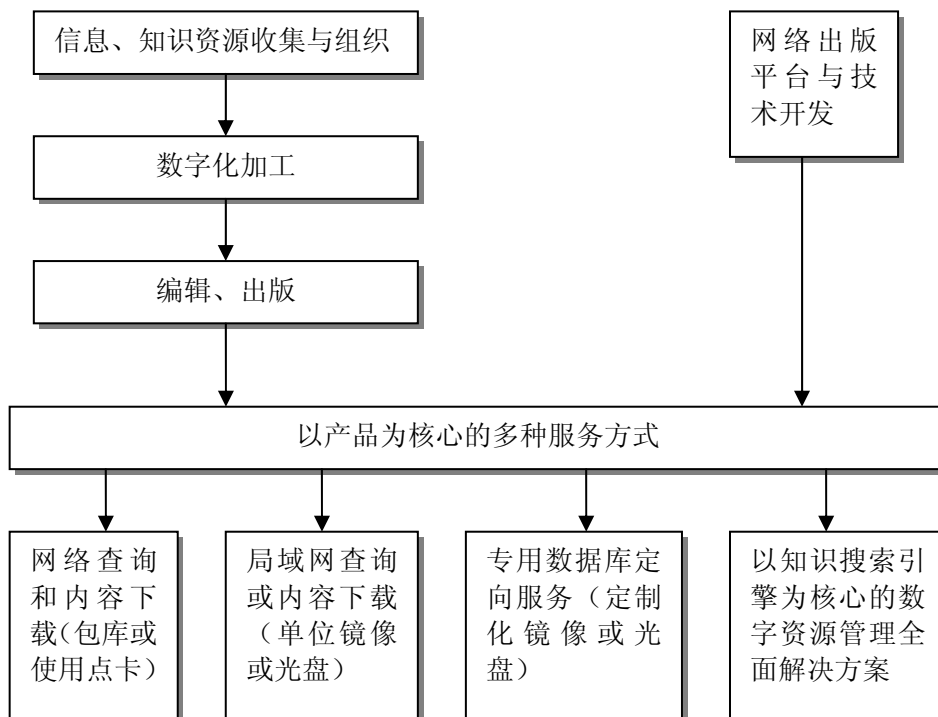 信息、知识资源收集与组织
网络出版
平台与技
术开发
数字化加工
编辑、出版
以产品为核心的多种服务方式
网络查询
和内容下
载（包库或
使用点卡）
局域网查询
或内容下载
（单位镜像
或光盘）
专用数据库定
向服务（定制
化镜像或光
盘）
以知识搜索引
擎为核心的数
字资源管理全
面解决方案